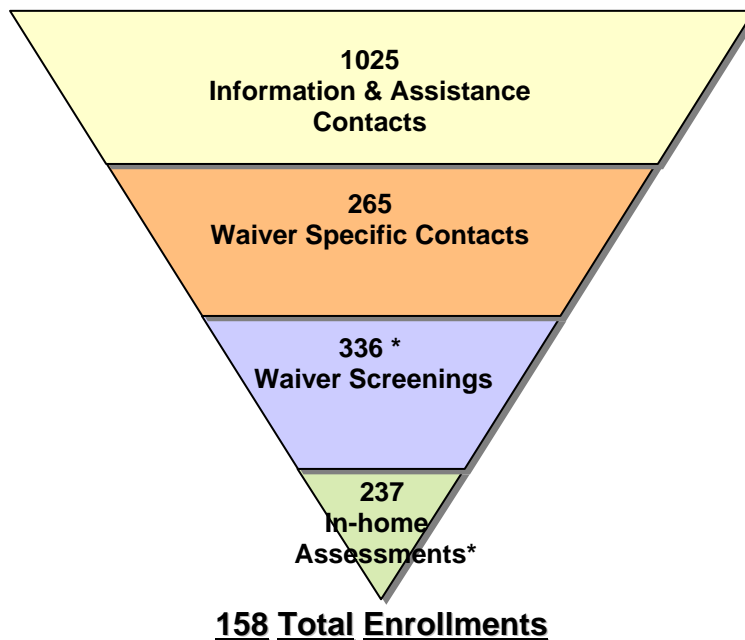 1025
Information & Assistance
Contacts
265
Waiver Specific Contacts
336 *
Waiver Screenings
237
In-home
Assessments*
158 Total Enrollments